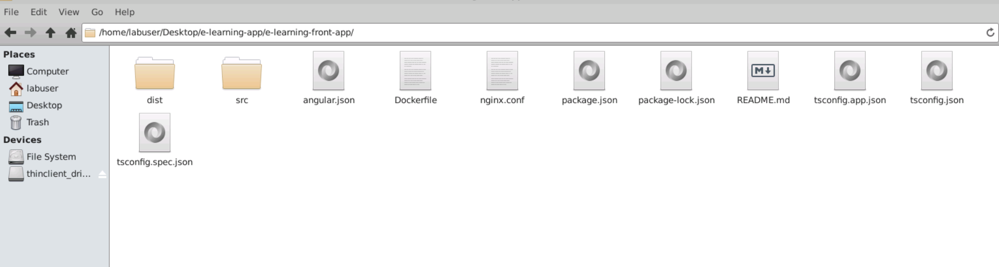 File Edit View Go Help
/home/labuser/Desktop/e-learning-app/e-learning-front-app/
Places
Computer
labuser
Desktop
Trash
Devices
File System
thinclient_dri...
dist src angular.json Dockerfile nginx.conf package.json package-lock.json README.md tsconfig.app.json tsconfig.json
tsconfig.spec.json